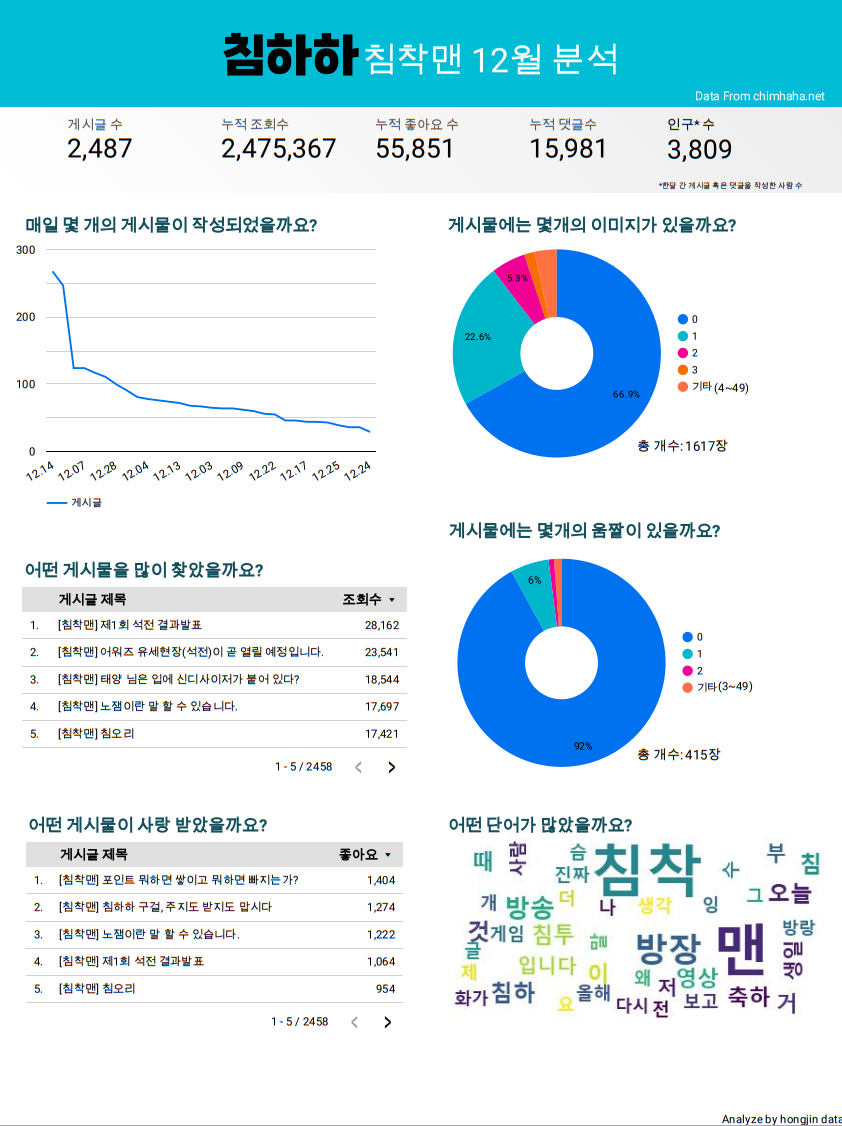 침하하 침착맨 12월 분석
Data From chimhaha.net
게시글 수
2,487
누적 조회수
2,475,367
누적 좋아요 수
55,851
누적 댓글수
15,981
인구* 수
3,809
*한달 간 게시글 혹은 댓글을 작성한 사람 수
매일 몇 개의 게시물이 작성되었을까요?
300
200
100
0
12.14 12.07 12.28 12.04 12.13 12.03 12.09 12.22 12.17 12.25 12.24
게시글
게시물에는 몇개의 이미지가 있을까요?
5.3%
22.6%
66.9%
0
1
2
3
기타 (4~49)
총 개수: 1617장
어떤 게시물을 많이 찾았을까요?
게시글 제목 조회수
1. [침착맨] 제1회 석전 결과발표 28,162
2. [침착맨] 어워즈 유세현장(석전)이 곧 열릴 예정입니다. 23,541
3. [침착맨] 태양 님은 입에 신디사이저가 붙어 있다? 18,544
4. [침착맨] 노잼이란 말 할 수 있습니다. 17,697
5. [침착맨] 침오리 17,421
1 - 5 / 2458 < >
게시물에는 몇개의 움짤이 있을까요?
6%
92%
0
1
2
기타(3~49)
총 개수: 415장
어떤 게시물이 사랑 받았을까요?
게시글 제목 좋아요
1. [침착맨] 포인트 뭐하면 쌓이고 뭐하면 빠지는가? 1,404
2. [침착맨] 침하하 구걸, 주지도 받지도 맙시다 1,274
3. [침착맨] 노잼이란 말 할 수 있습니다. 1,222
4. [침착맨] 제1회 석전 결과발표 1,064
5. [침착맨] 침오리 954
1 - 5 / 2458 < >
어떤 단어가 많았을까요?
때 사람 슴 진짜 침착 수 부 침
개 방송 더 나 생각 잉 그 오늘
것 게임 침투 방장 맨 방랑
글 입니다 이 왜 영상 생일
제 화가 침하 요 올해 다시 저 전 보고 축하 거
Analyze by hongjin data